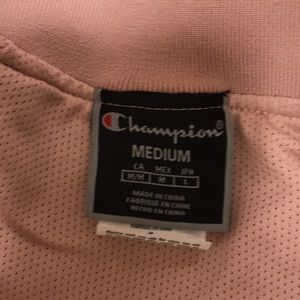 Champion®
MEDIUM
CA MEX JPN
M/M M L
MADE IN CHINA
FABRIQUÉ EN CHINE
HECHO EN CHINA